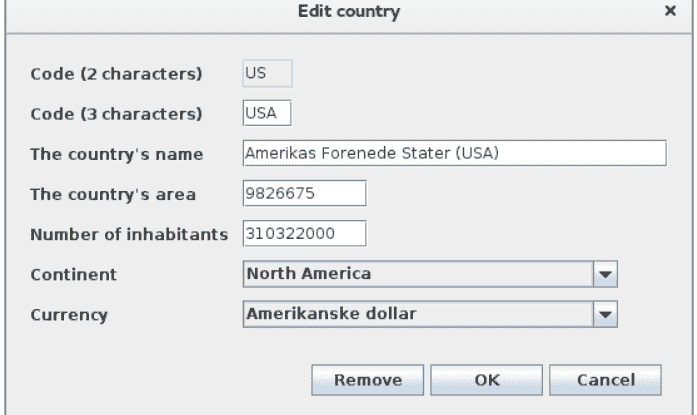 Edit country
Code (2 characters) US
Code (3 characters) USA
The country's name Amerikas Forenede Stater (USA)
The country's area 9826675
Number of inhabitants 310322000
Continent North America
Currency Amerikanske dollar
Remove OK Cancel